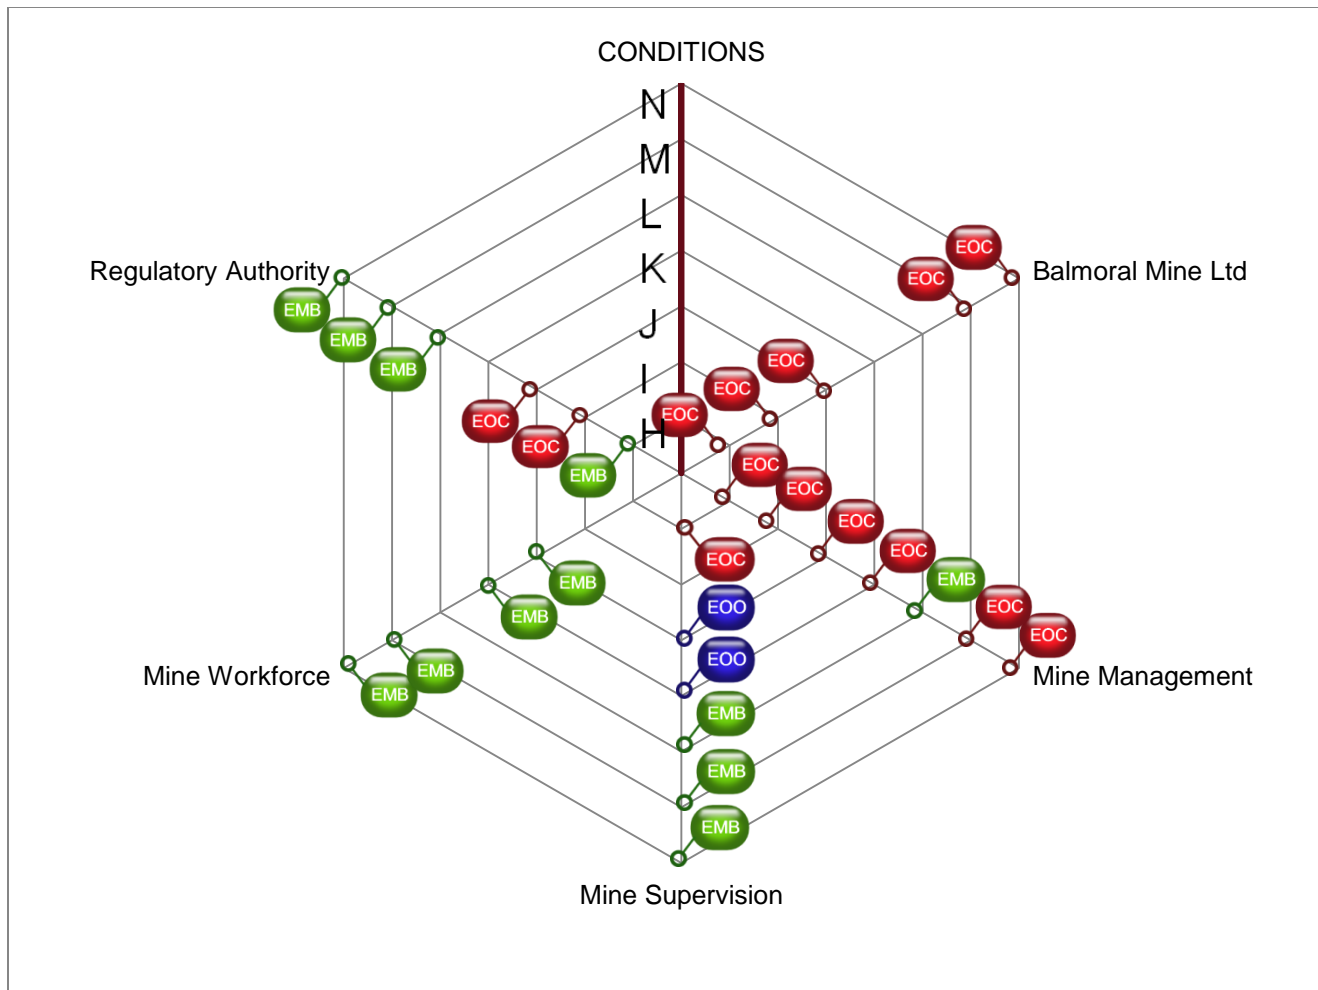 CONDITIONS
N
M
L
K
J
I
H
Regulatory Authority
Balmoral Mine Ltd
EOC
EOC
EMB
EMB
EMB
EOC
EOC
EOC
EOC
EOC
EMB
EOC
EOC
EOC
EOC
EOC
EMB
EOC
EOC
EMB
EMB
EOC
EOO
EOO
EMB
EMB
EMB
EMB
EMB
Mine Workforce
Mine Management
Mine Supervision